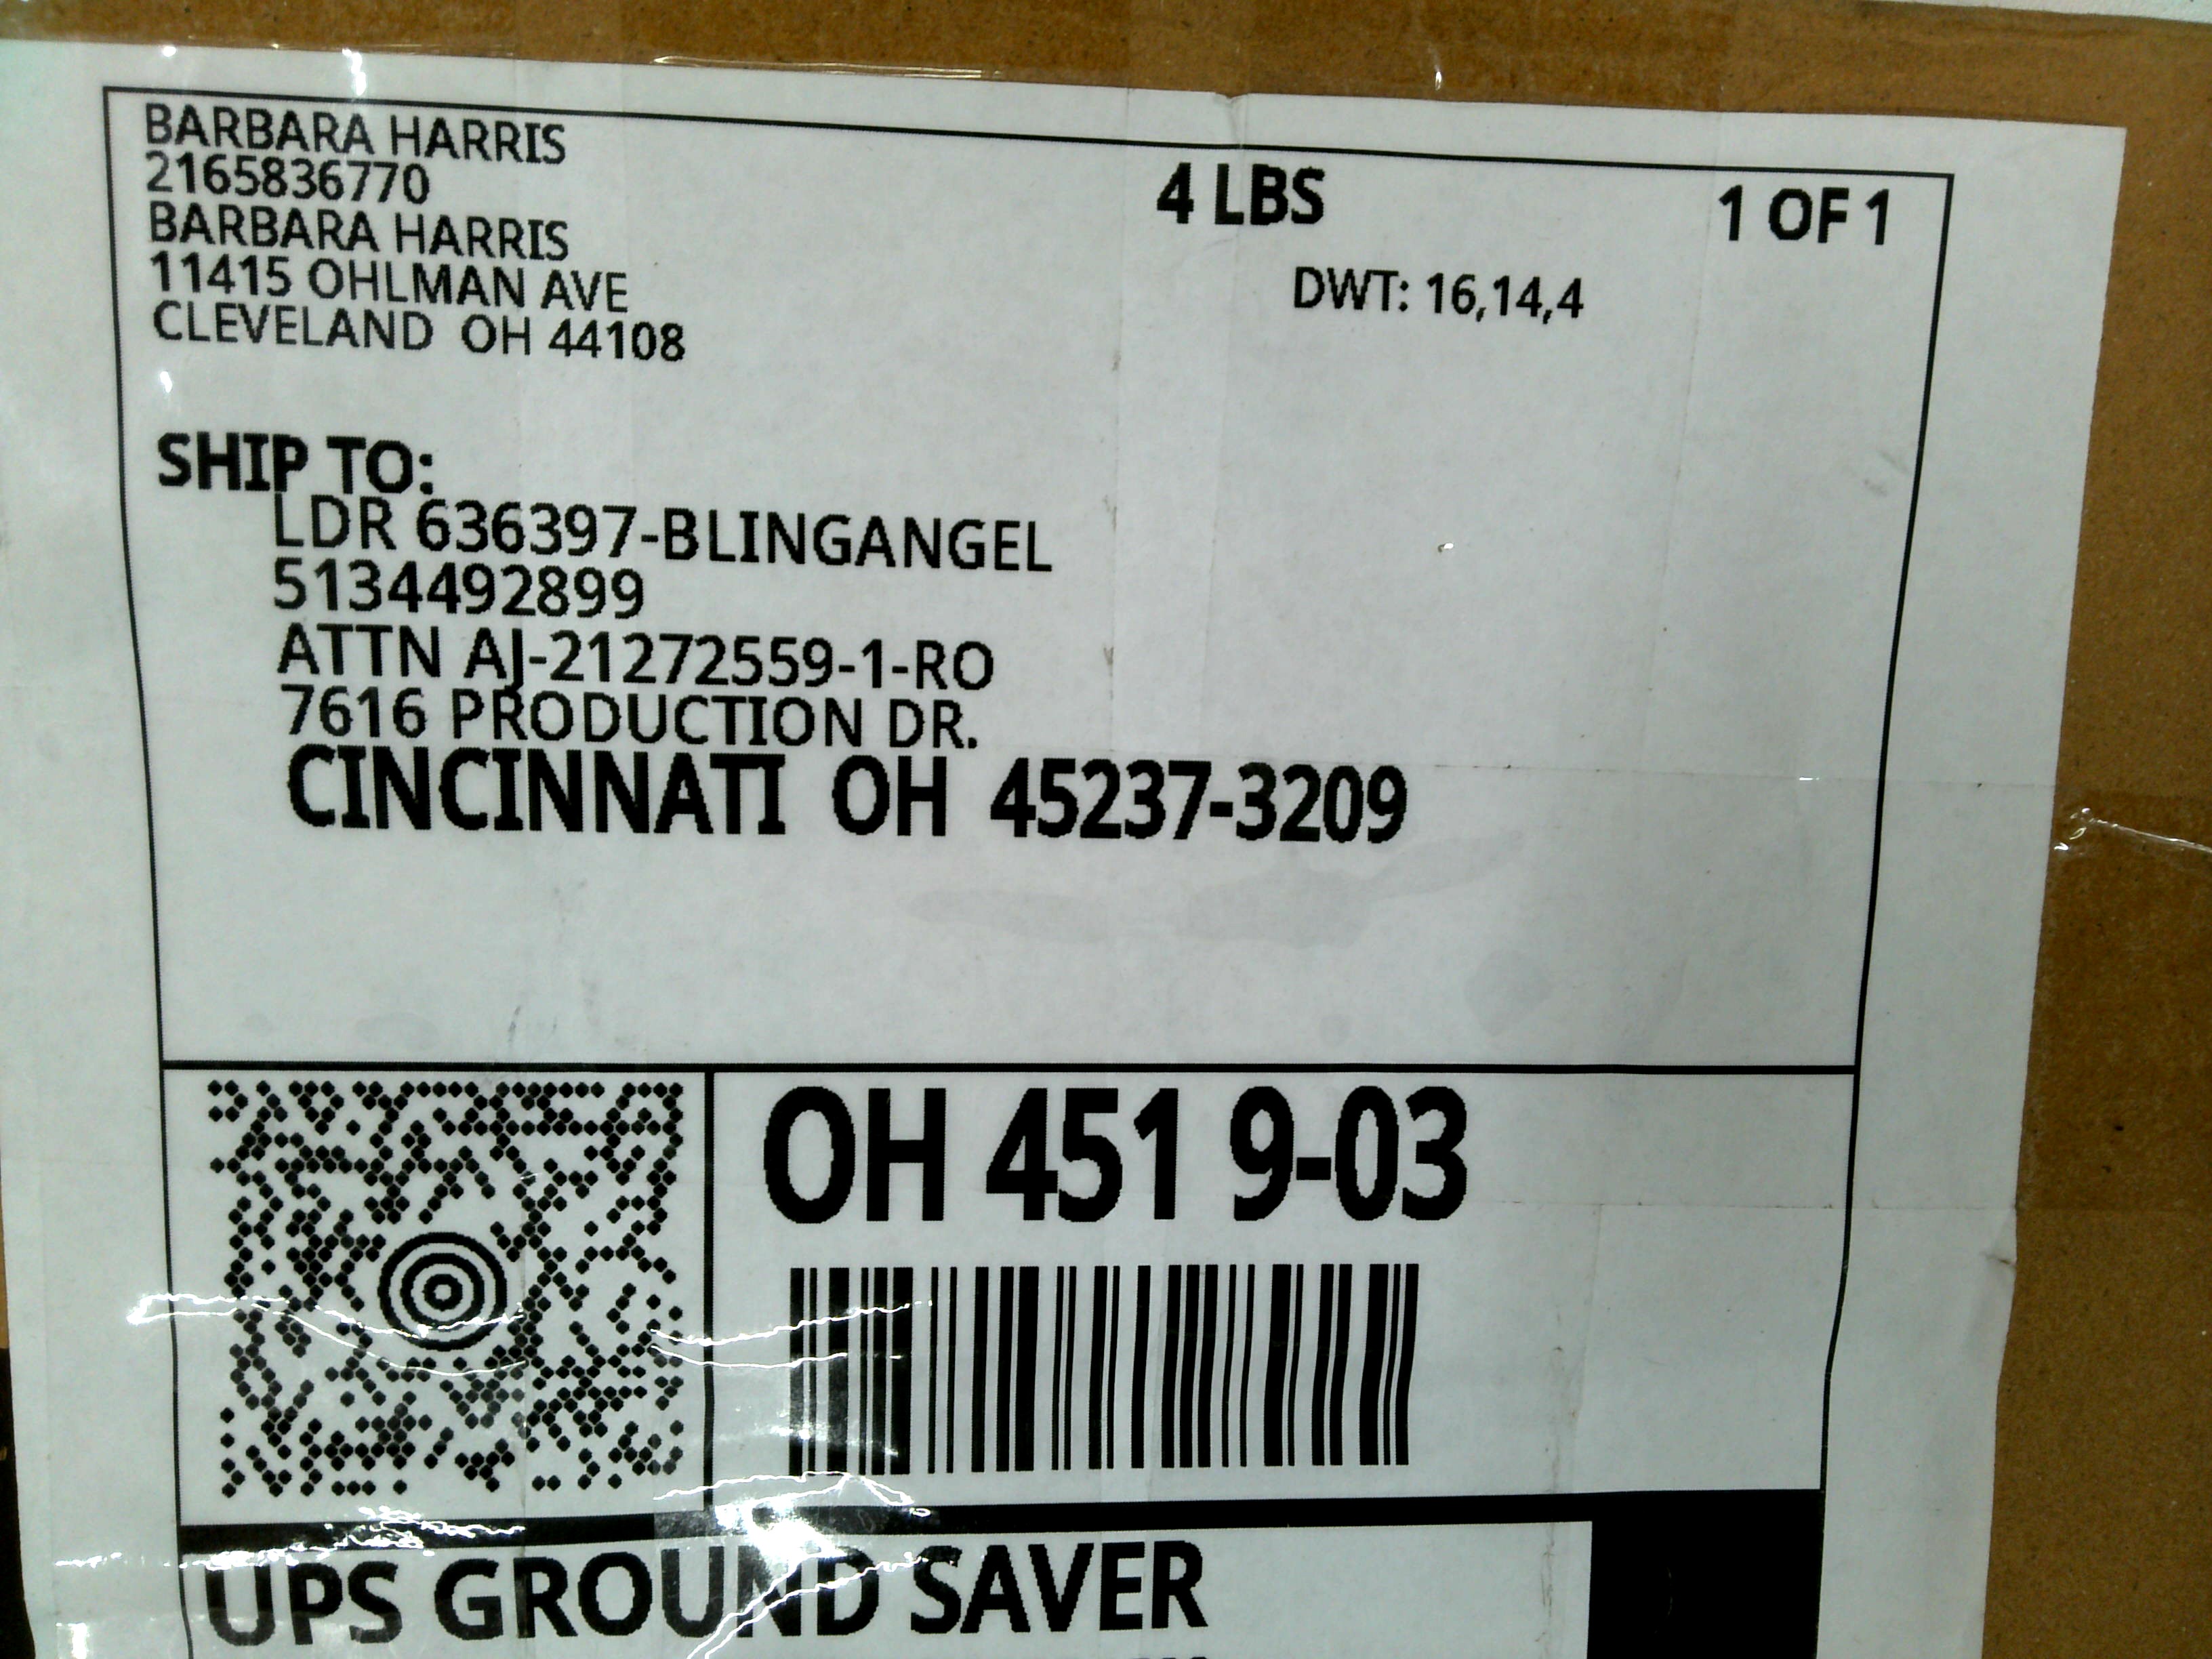 BARBARA HARRIS
2165836770
BARBARA HARRIS
11415 OHLMAN AVE
CLEVELAND OH 44108
4 LBS
1 OF 1
DWT: 16,14,4
SHIP TO:
LDR 636397-BLINGANGEL
5134492899
ATTN AJ-21272559-1-RO
7616 PRODUCTION DR.
CINCINNATI OH 45237-3209
OH 451 9-03
UPS GROUND SAVER